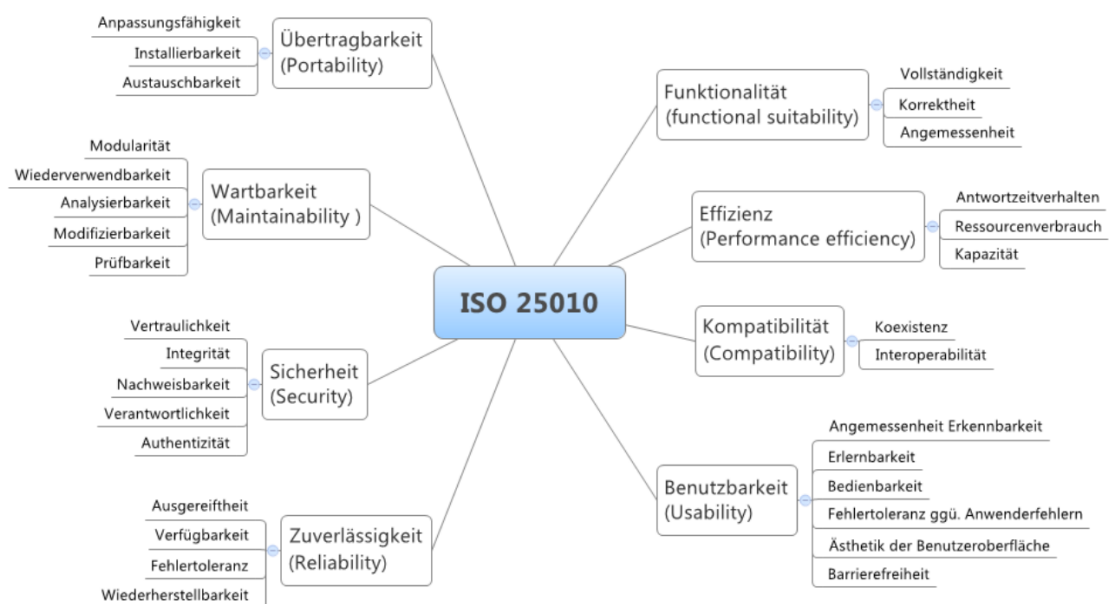 ISO 25010
Übertragbarkeit
(Portability)
Anpassungsfähigkeit
Installierbarkeit
Austauschbarkeit
Wartbarkeit
(Maintainability )
Modularität
Wiederverwendbarkeit
Analysierbarkeit
Modifizierbarkeit
Prüfbarkeit
Sicherheit
(Security)
Vertraulichkeit
Integrität
Nachweisbarkeit
Verantwortlichkeit
Authentizität
Zuverlässigkeit
(Reliability)
Ausgereiftheit
Verfügbarkeit
Fehlertoleranz
Wiederherstellbarkeit
Funktionalität
(functional suitability)
Vollständigkeit
Korrektheit
Angemessenheit
Effizienz
(Performance efficiency)
Antwortzeitverhalten
Ressourcenverbrauch
Kapazität
Kompatibilität
(Compatibility)
Koexistenz
Interoperabilität
Benutzbarkeit
(Usability)
Angemessenheit Erkennbarkeit
Erlernbarkeit
Bedienbarkeit
Fehlertoleranz ggü. Anwenderfehlern
Ästhetik der Benutzeroberfläche
Barrierefreiheit